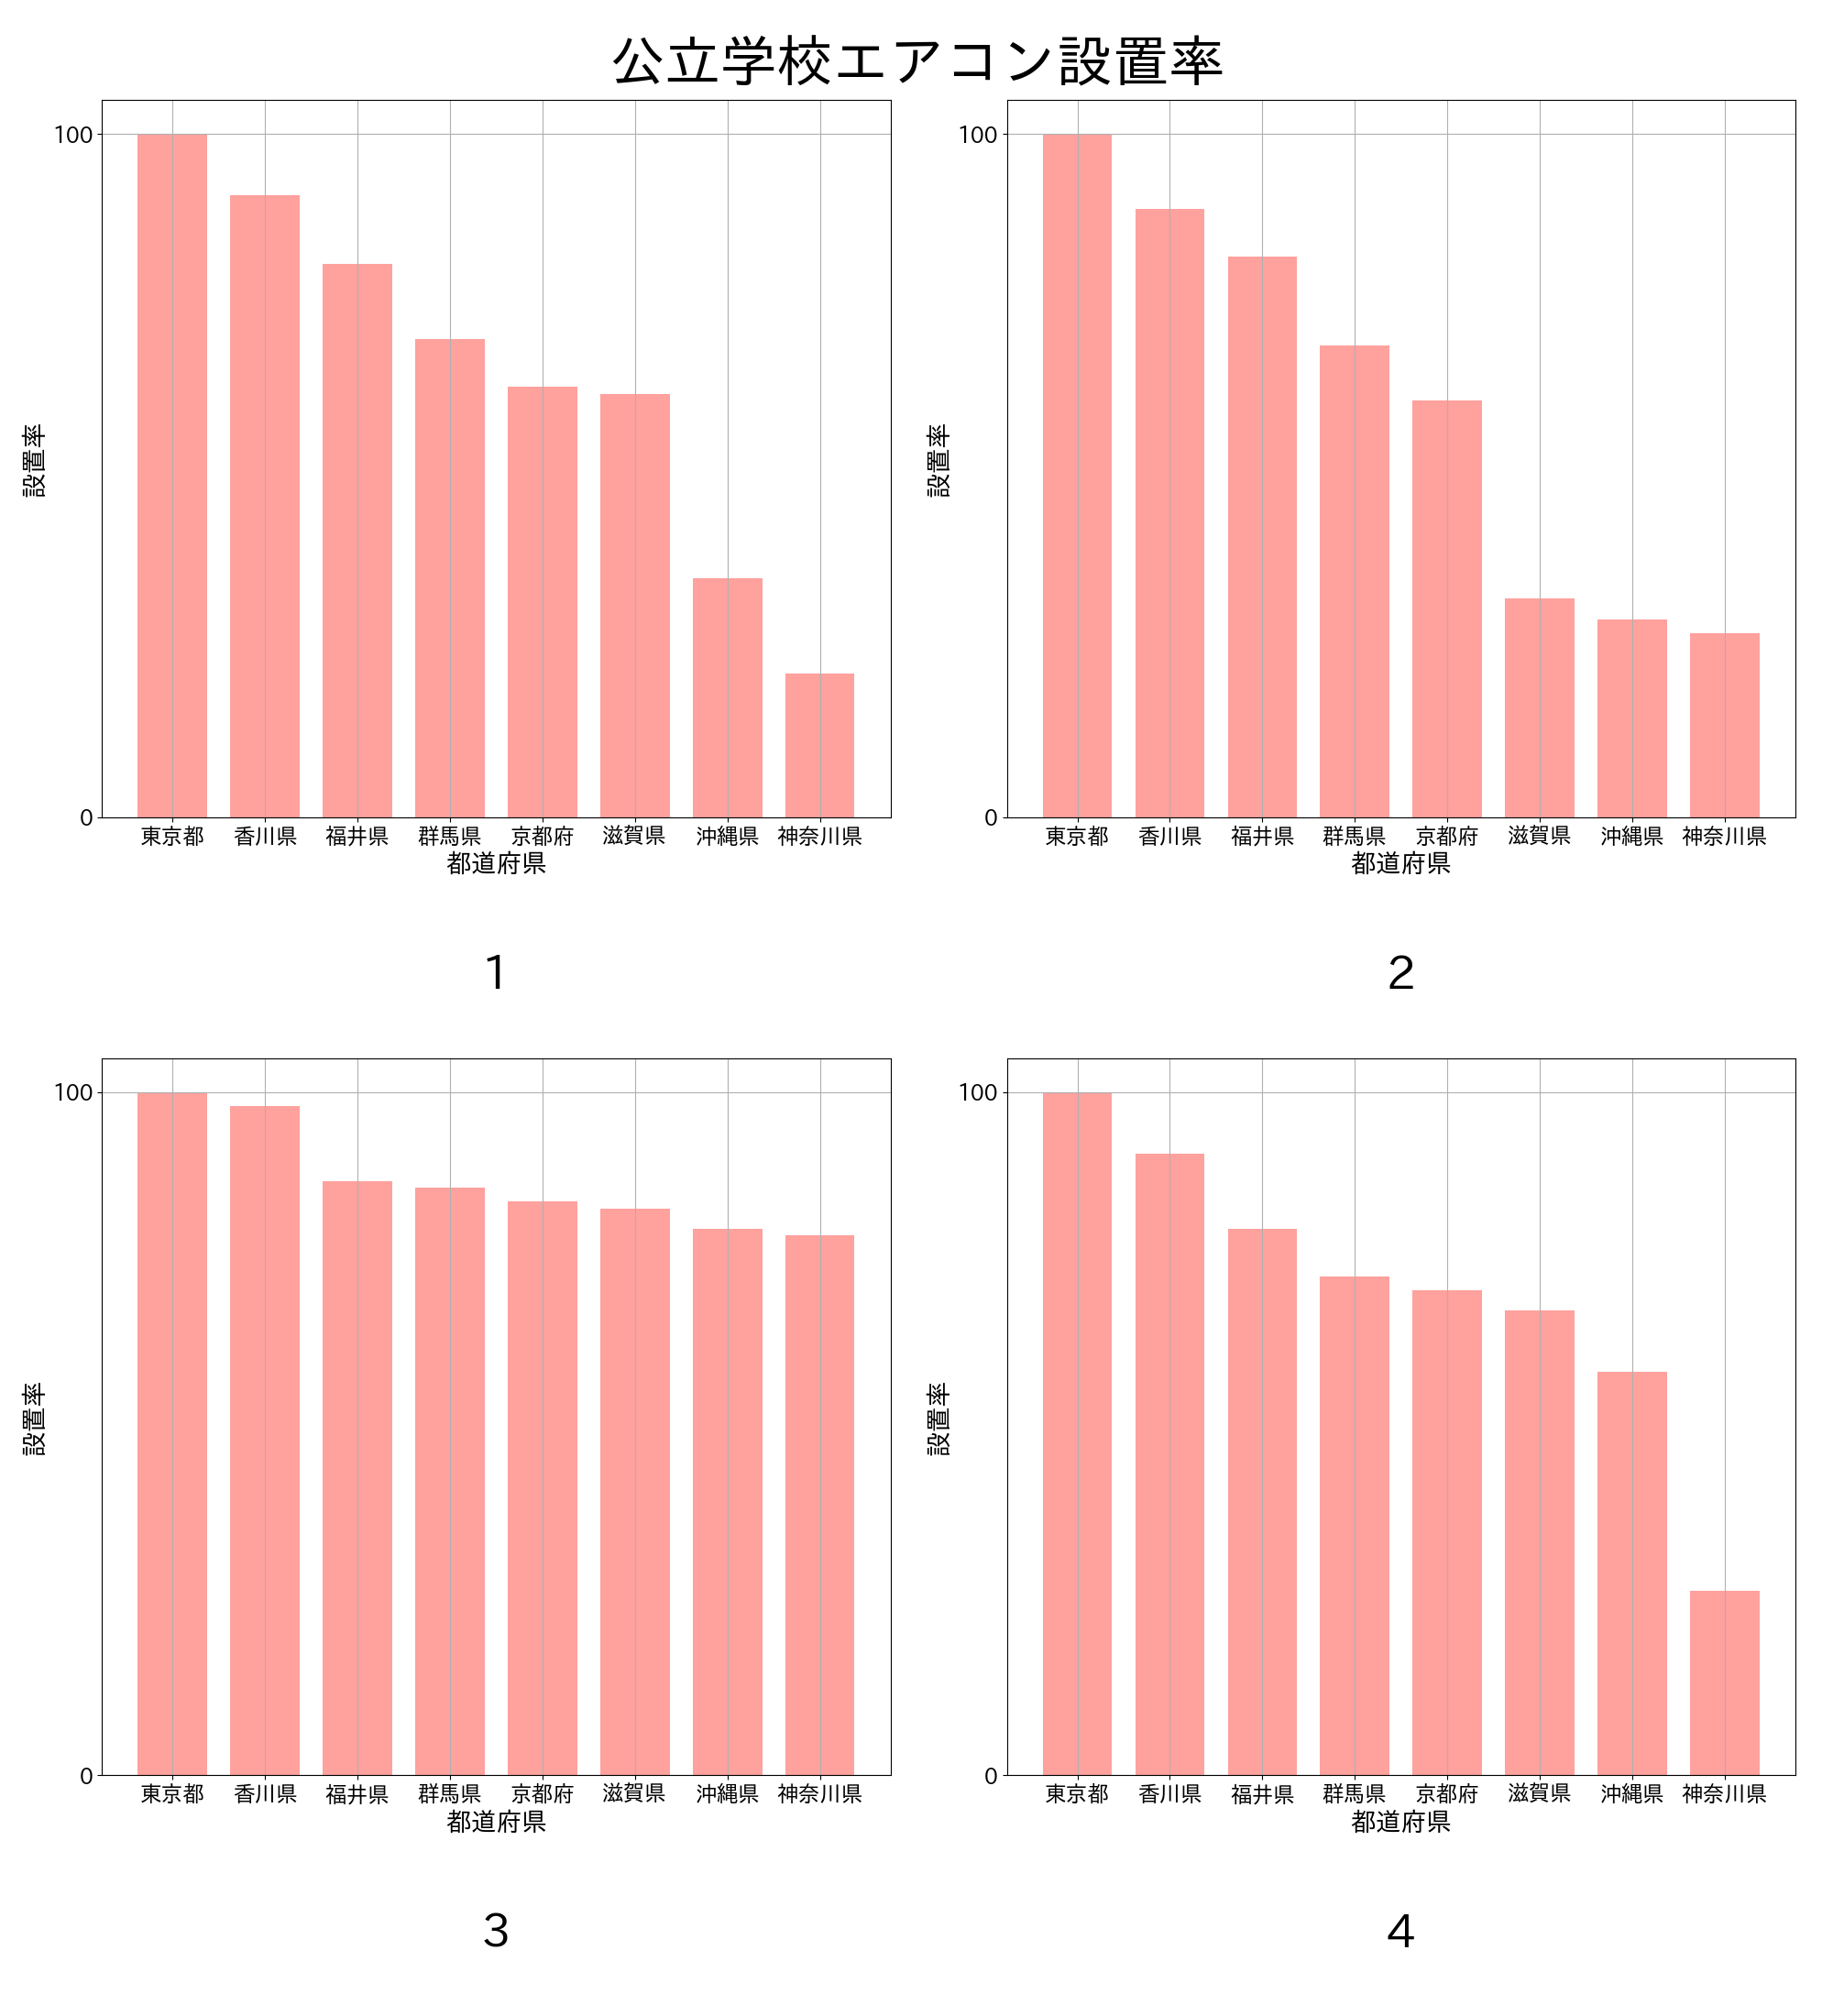 公立学校エアコン設置率
100
0
設置率
東京都 香川県 福井県 群馬県 京都府 滋賀県 沖縄県 神奈川県
都道府県
1
100
0
設置率
東京都 香川県 福井県 群馬県 京都府 滋賀県 沖縄県 神奈川県
都道府県
2
100
0
設置率
東京都 香川県 福井県 群馬県 京都府 滋賀県 沖縄県 神奈川県
都道府県
3
100
0
設置率
東京都 香川県 福井県 群馬県 京都府 滋賀県 沖縄県 神奈川県
都道府県
4